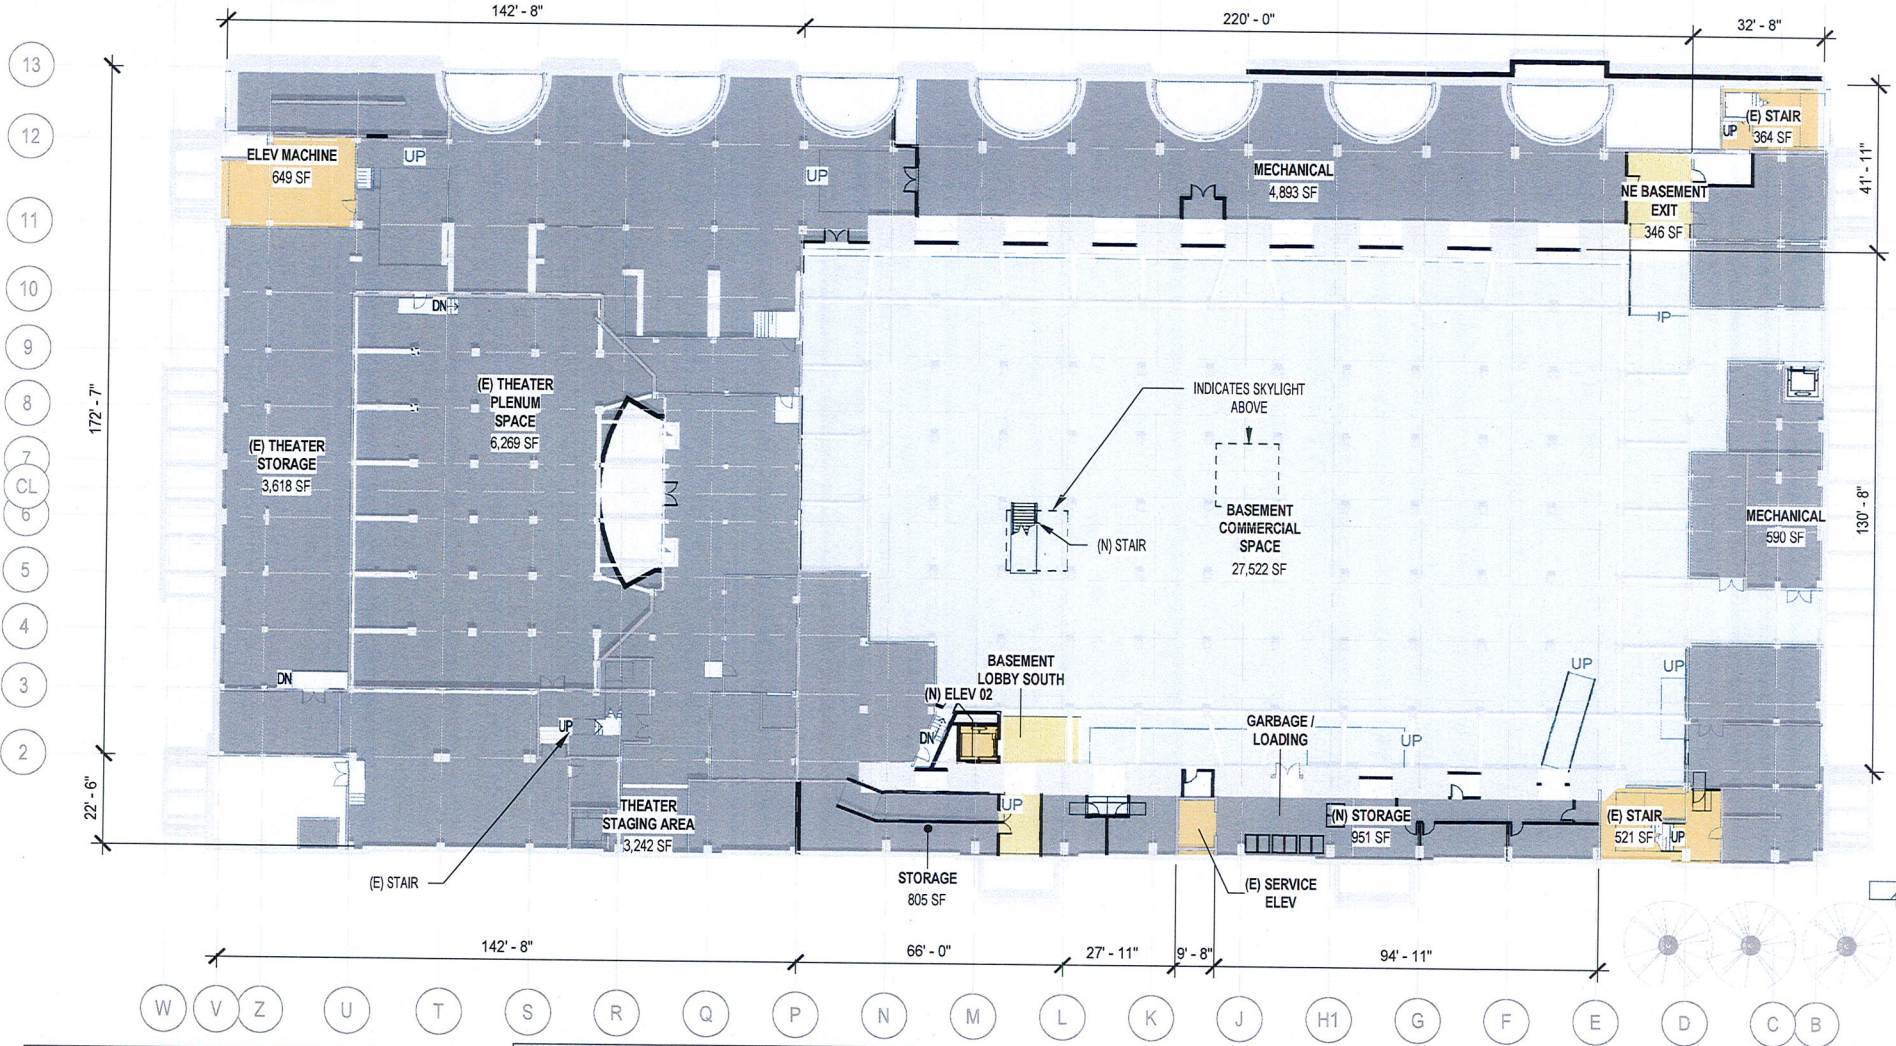 142' - 8"
220' - 0"
32' - 8"
13
12
11
10
9
8
7
CL
6
5
4
3
2
172' - 7"
22' - 6"
41' - 11"
130' - 8"
ELEV MACHINE
649 SF
UP
UP
MECHANICAL
4,893 SF
(E) STAIR
364 SF
UP
NE BASEMENT
EXIT
346 SF
DN
UP
(E) THEATER
PLENUM
SPACE
6,269 SF
(E) THEATER
STORAGE
3,618 SF
INDICATES SKYLIGHT
ABOVE
BASEMENT
COMMERCIAL
SPACE
27,522 SF
(N) STAIR
MECHANICAL
590 SF
DN
UP
BASEMENT
LOBBY SOUTH
(N) ELEV 02
DN
GARBAGE /
LOADING
UP
UP
UP
THEATER
STAGING AREA
3,242 SF
UP
(N) STORAGE
951 SF
(E) STAIR
521 SF
UP
(E) STAIR
STORAGE
805 SF
(E) SERVICE
ELEV
142' - 8"
66' - 0"
27' - 11"
9' - 8"
94' - 11"
W
V
Z
U
T
S
R
Q
P
N
M
L
K
J
H1
G
F
E
D
C
B